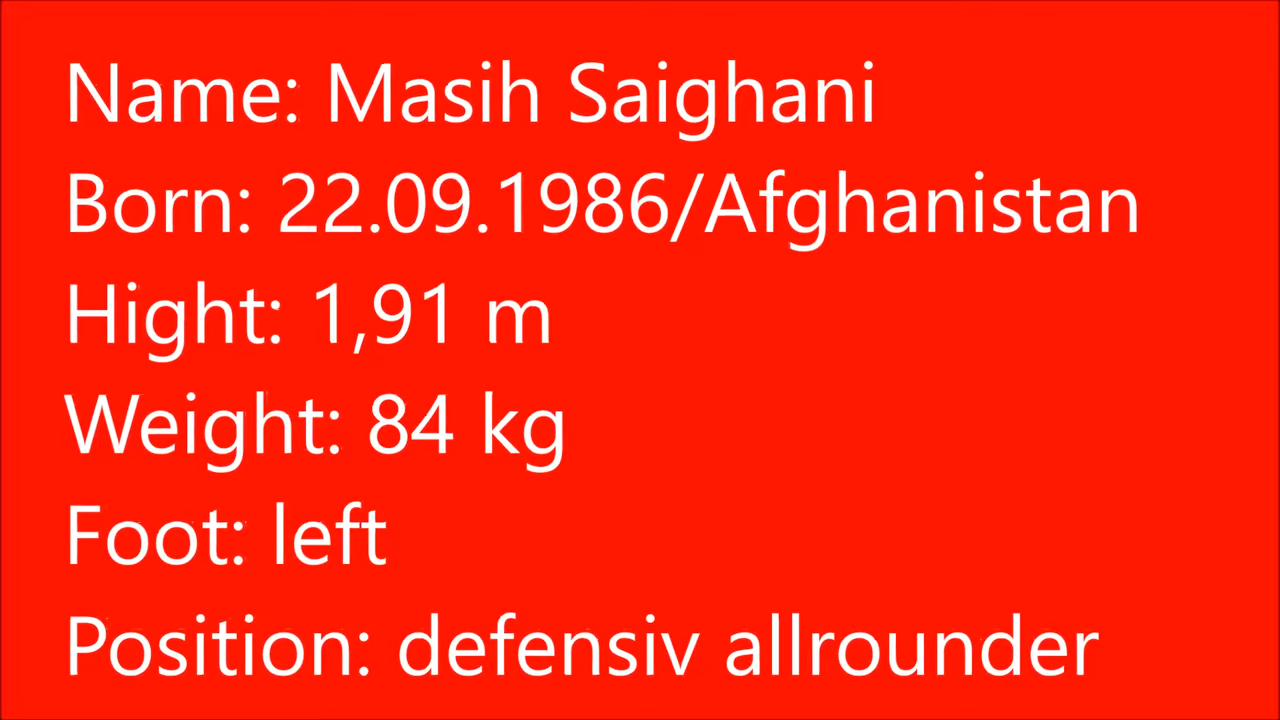 Name: Masih Saighani
Born: 22.09.1986/Afghanistan
Hight: 1,91 m
Weight: 84 kg
Foot: left
Position: defensiv allrounder